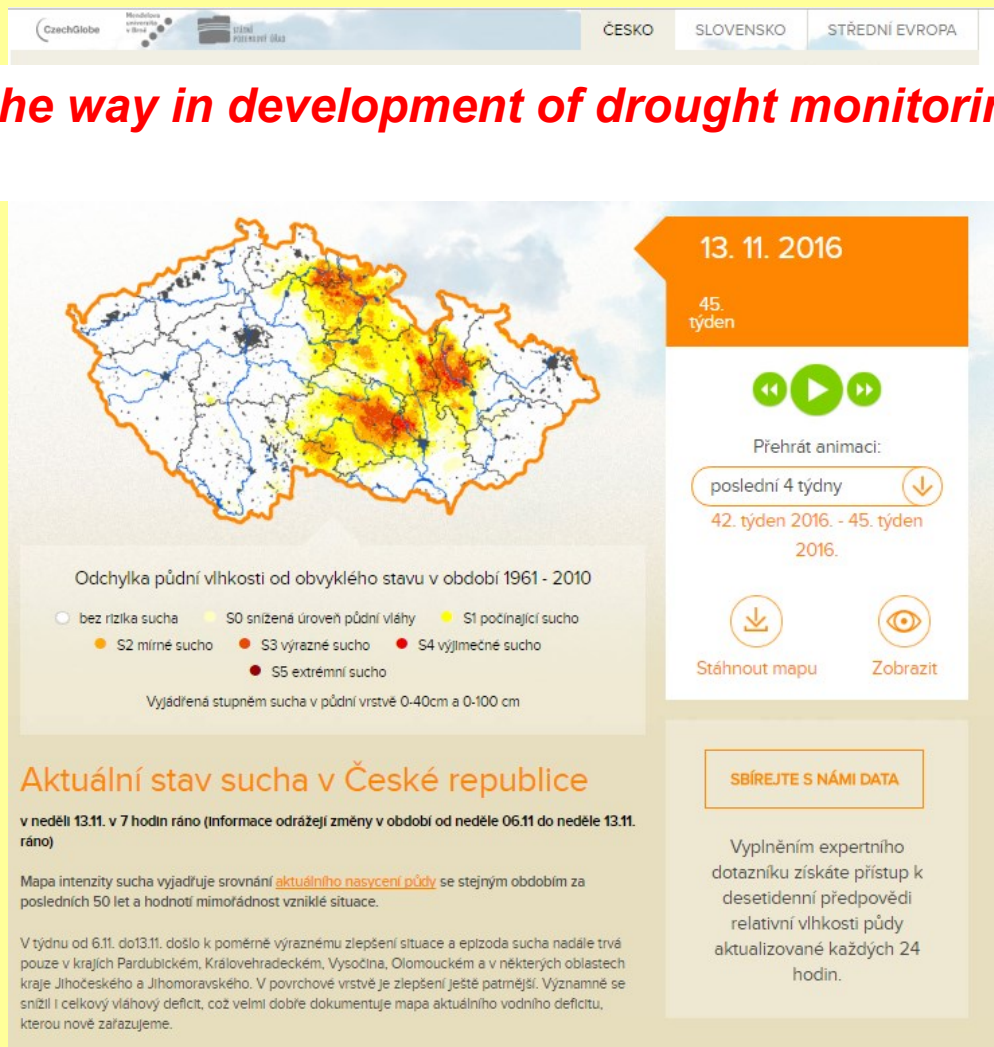 CzechGlobe
Mendelova
univerzita
v Brně
STÁTNÍ
POZEMKOVÝ ÚŘAD
ČESKO
SLOVENSKO
STŘEDNÍ EVROPA
he way in development of drought monitorin
13. 11. 2016
45.
týden
Přehrát animaci:
poslední 4 týdny
42. týden 2016. - 45. týden
2016.
Stáhnout mapu
Zobrazit
Odchylka půdní vlhkosti od obvyklého stavu v období 1961 - 2010
bez rizika sucha S0 snížená úroveň půdní vláhy S1 počínající sucho
S2 mírné sucho S3 výrazné sucho S4 výjimečné sucho
S5 extrémní sucho
Vyjádřená stupněm sucha v půdní vrstvě 0-40cm a 0-100 cm
Aktuální stav sucha v České republice
v neděli 13.11. v 7 hodin ráno (Informace odrážejí změny v období od neděle 06.11 do neděle 13.11.
ráno)
Mapa intenzity sucha vyjadřuje srovnání aktuálního nasycení půdy se stejným obdobím za
posledních 50 let a hodnotí mimořádnost vzniklé situace.
V týdnu od 6.11. do13.11. došlo k poměrně výraznému zlepšení situace a epizoda sucha nadále trvá
pouze v krajích Pardubickém, Královehradeckém, Vysočina, Olomouckém a v některých oblastech
kraje Jihočeského a Jihomoravského. V povrchové vrstvě je zlepšení ještě patrnější. Významně se
snížil i celkový vláhový deficit, což velmi dobře dokumentuje mapa aktuálního vodního deficitu,
kterou nově zařazujeme.
SBÍREJTE S NÁMI DATA
Vyplněním expertního
dotazníku získáte přístup k
desetidenní předpovědi
relativní vlhkosti půdy
aktualizované každých 24
hodin.